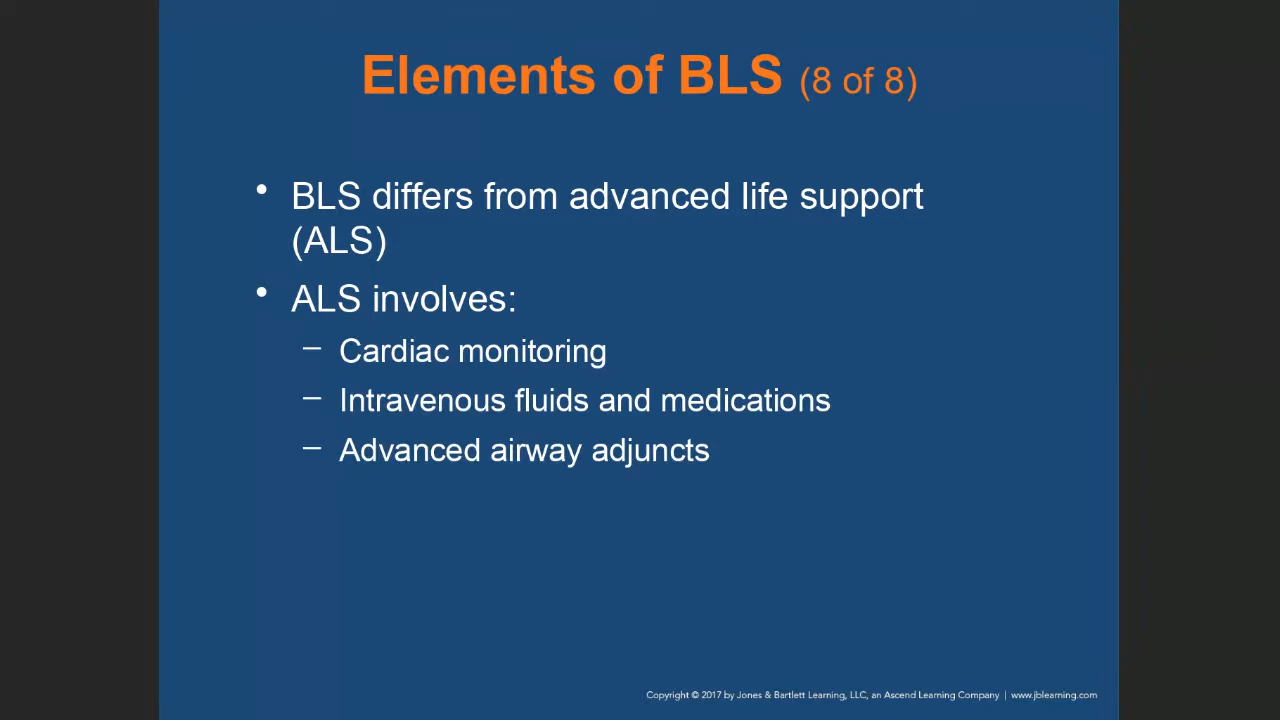 Elements of BLS (8 of 8)
• BLS differs from advanced life support
(ALS)
• ALS involves:
– Cardiac monitoring
– Intravenous fluids and medications
– Advanced airway adjuncts
Copyright © 2017 by Jones & Bartlett Learning, LLC, an Ascend Learning Company | www.jblearning.com